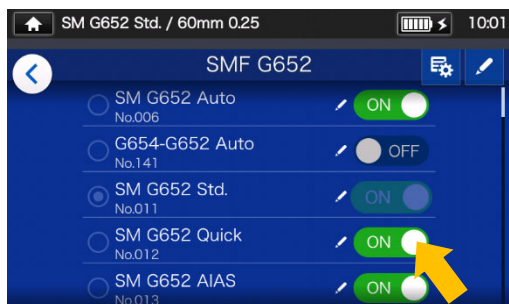 SM G652 Std. / 60mm 0.25 10:01
SMF G652
SM G652 Auto
No.006
ON
G654-G652 Auto
No.141
OFF
SM G652 Std.
No.011
ON
SM G652 Quick
No.012
ON
SM G652 AIAS
No.013
ON